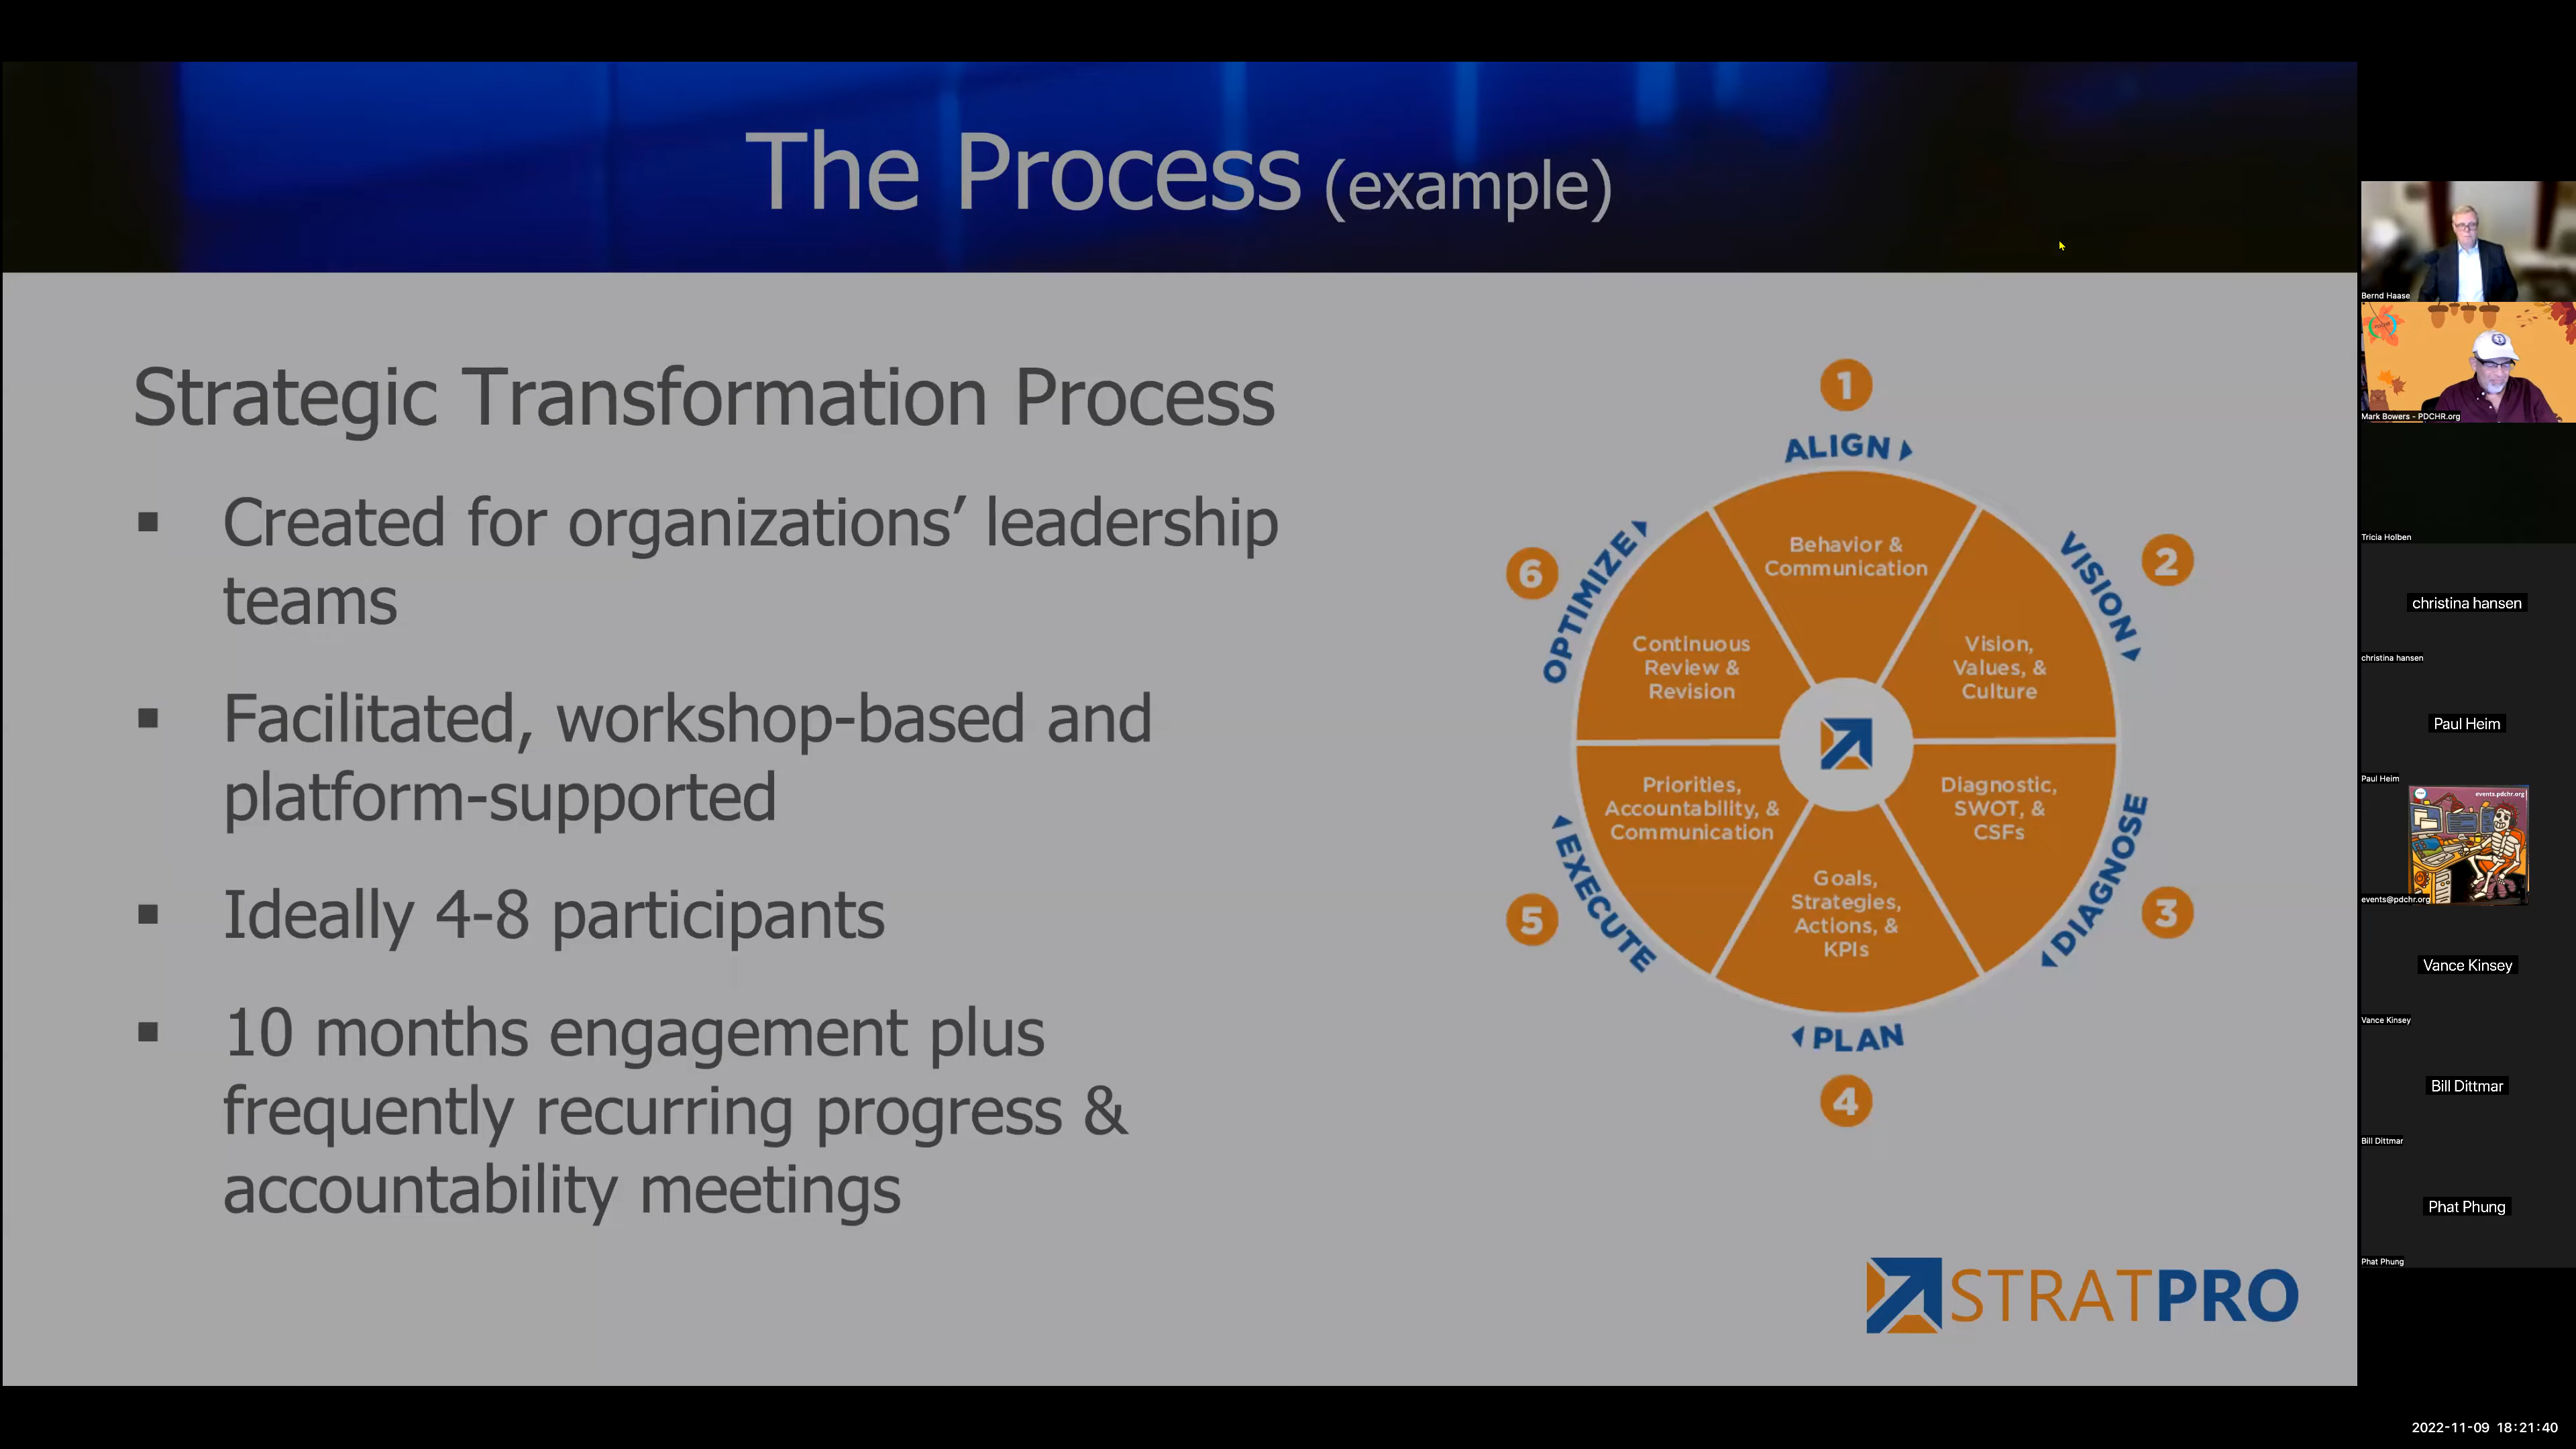 The Process (example)
Strategic Transformation Process
▪ Created for organizations’ leadership
teams
▪ Facilitated, workshop-based and
platform-supported
▪ Ideally 4-8 participants
▪ 10 months engagement plus
frequently recurring progress &
accountability meetings
1
ALIGN
Behavior &
Communication
2
VISION
Vision,
Values, &
Culture
3
DIAGNOSE
Diagnostic,
SWOT, &
CSFs
4
PLAN
Goals,
Strategies,
Actions, &
KPIs
5
EXECUTE
Priorities,
Accountability, &
Communication
6
OPTIMIZE
Continuous
Review &
Revision
STRATPRO
Bernd Haase
PDCHR
Mark Bowers - PDCHR.org
Tricia Holben
christina hansen
christina hansen
Paul Heim
Paul Heim
events.pdchr.org
events@pdchr.org
Vance Kinsey
Vance Kinsey
Bill Dittmar
Bill Dittmar
Phat Phung
Phat Phung
2022-11-09 18:21:40